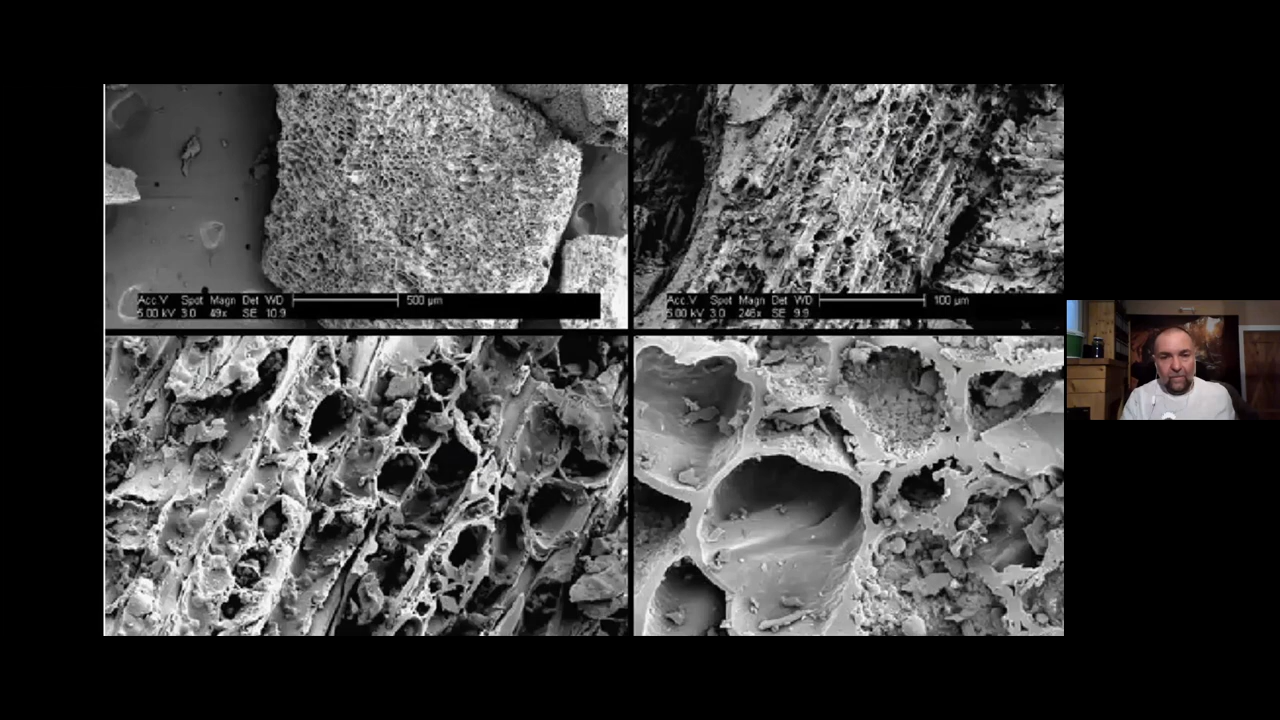 Acc.V Spot Magn Det WD 500 µm
5.00 kV 3.0 49x SE 10.9
Acc.V Spot Magn Det WD 100 µm
5.00 kV 3.0 246x SE 9.9